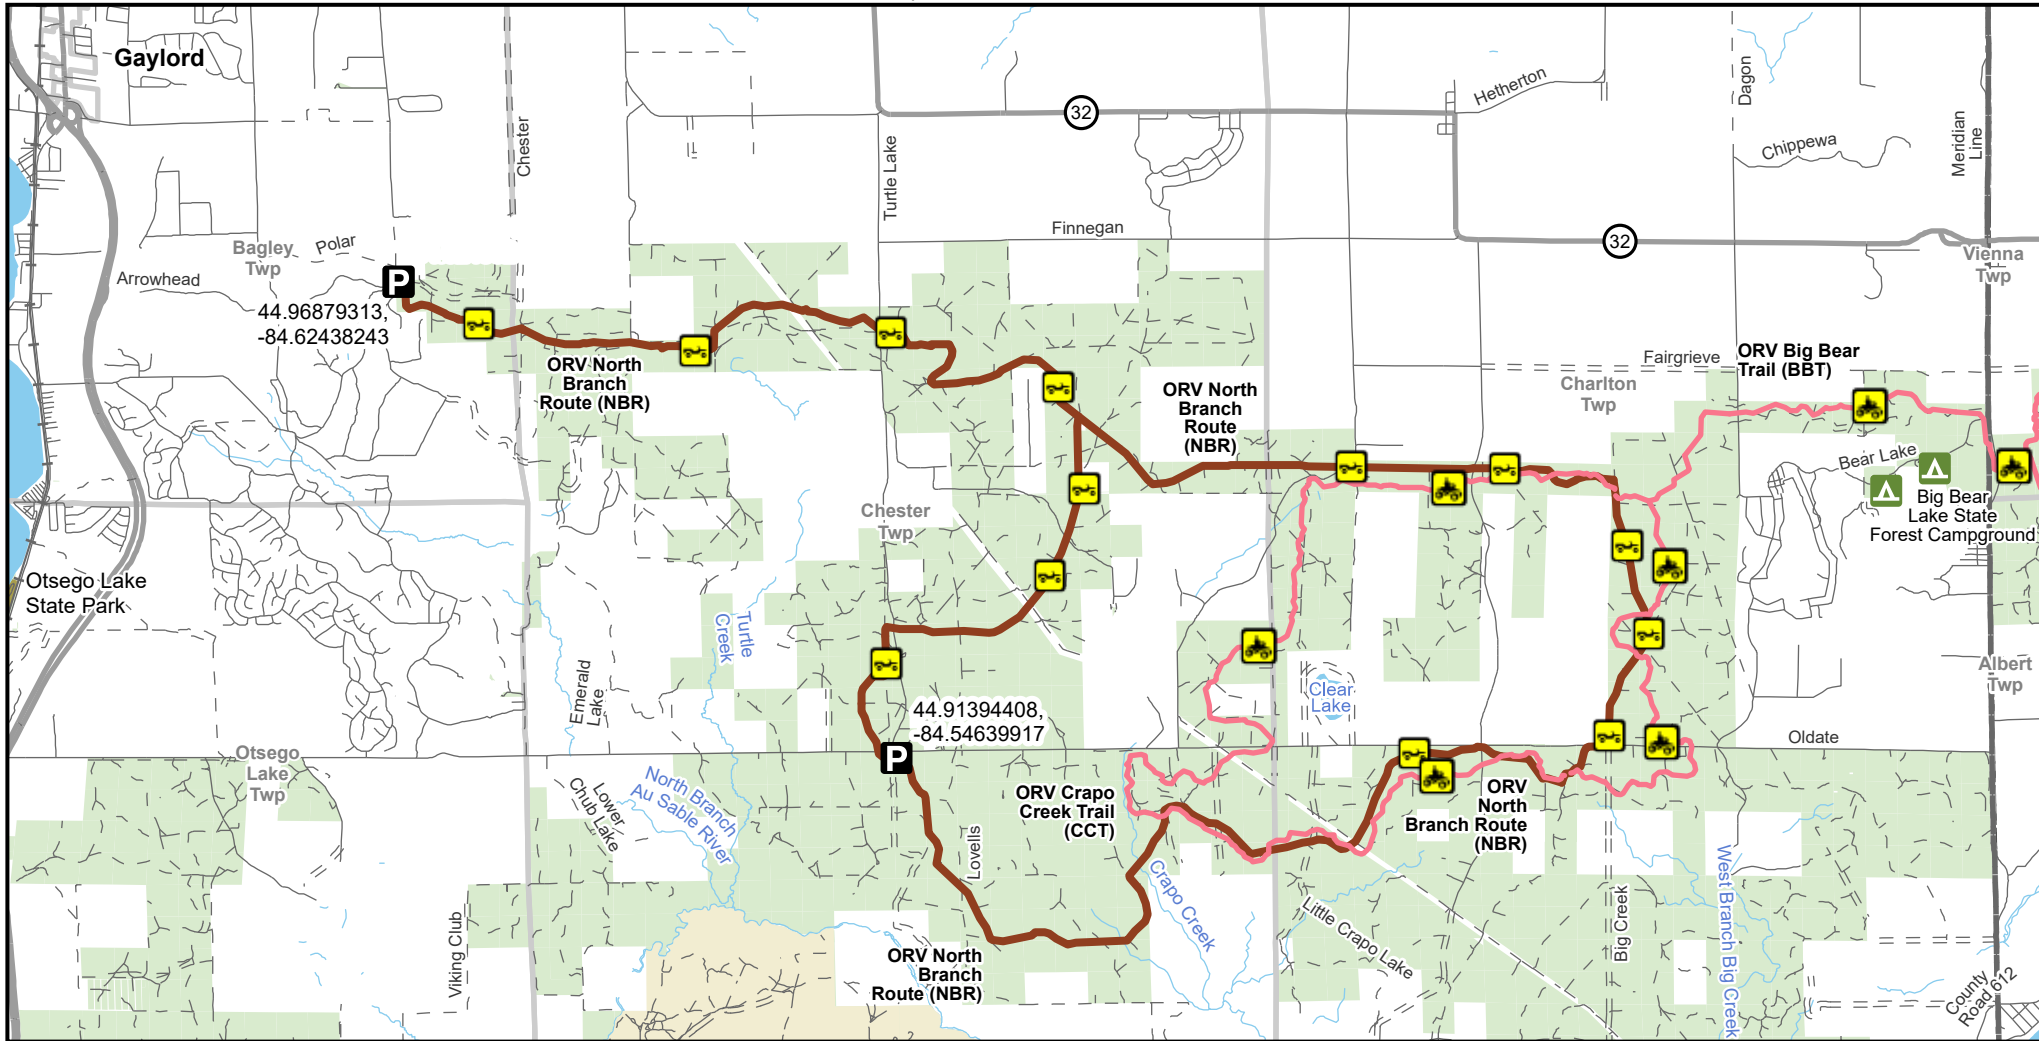 Gaylord
32
Hetherton
Dagon
Chippewa
Meridian
Line
Chester
Turtle Lake
Finnegan
32
Vienna
Twp
Bagley
Twp
Polar
Arrowhead
P
44.96879313,
-84.62438243
ORV North
Branch
Route (NBR)
ORV North
Branch
Route
(NBR)
Fairgrieve
ORV Big Bear
Trail (BBT)
Charlton
Twp
Bear Lake
Big Bear
Lake State
Forest Campground
Chester
Twp
Otsego Lake
State Park
Turtle
Creek
Emerald
Lake
Clear
Lake
Albert
Twp
44.91394408,
-84.54639917
P
Oldate
Otsego
Lake
Twp
North Branch
Au Sable River
Lower
Chub Lake
ORV Crapo
Creek Trail
(CCT)
ORV
North
Branch Route
(NBR)
Lovells
Crapo Creek
Little Crapo Lake
Big Creek
West Branch Big Creek
Viking Club
ORV North
Branch
Route (NBR)
County
Road 612